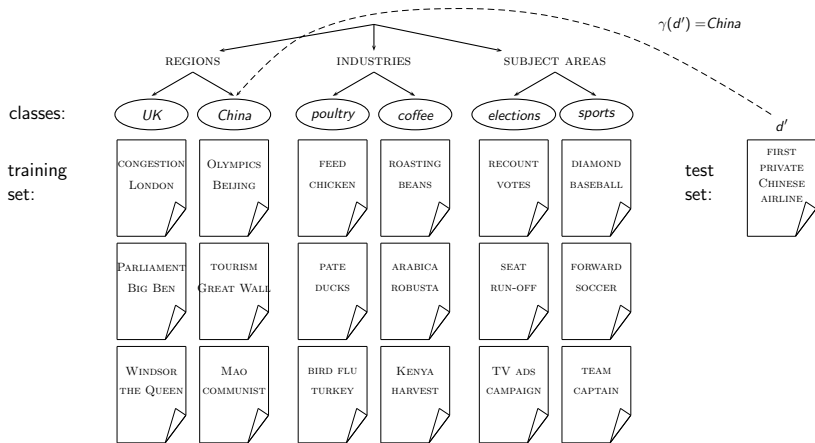 γ(d′) =China
REGIONS INDUSTRIES SUBJECT AREAS
classes: UK China poultry coffee elections sports d′
training
set:
test
set:
CONGESTION
LONDON
OLYMPICS
BEIJING
FEED
CHICKEN
ROASTING
BEANS
RECOUNT
VOTES
DIAMOND
BASEBALL
FIRST
PRIVATE
CHINESE
AIRLINE
PARLIAMENT
BIG BEN
TOURISM
GREAT WALL
PATE
DUCKS
ARABICA
ROBUSTA
SEAT
RUN-OFF
FORWARD
SOCCER
WINDSOR
THE QUEEN
MAO
COMMUNIST
BIRD FLU
TURKEY
KENYA
HARVEST
TV ADS
CAMPAIGN
TEAM
CAPTAIN